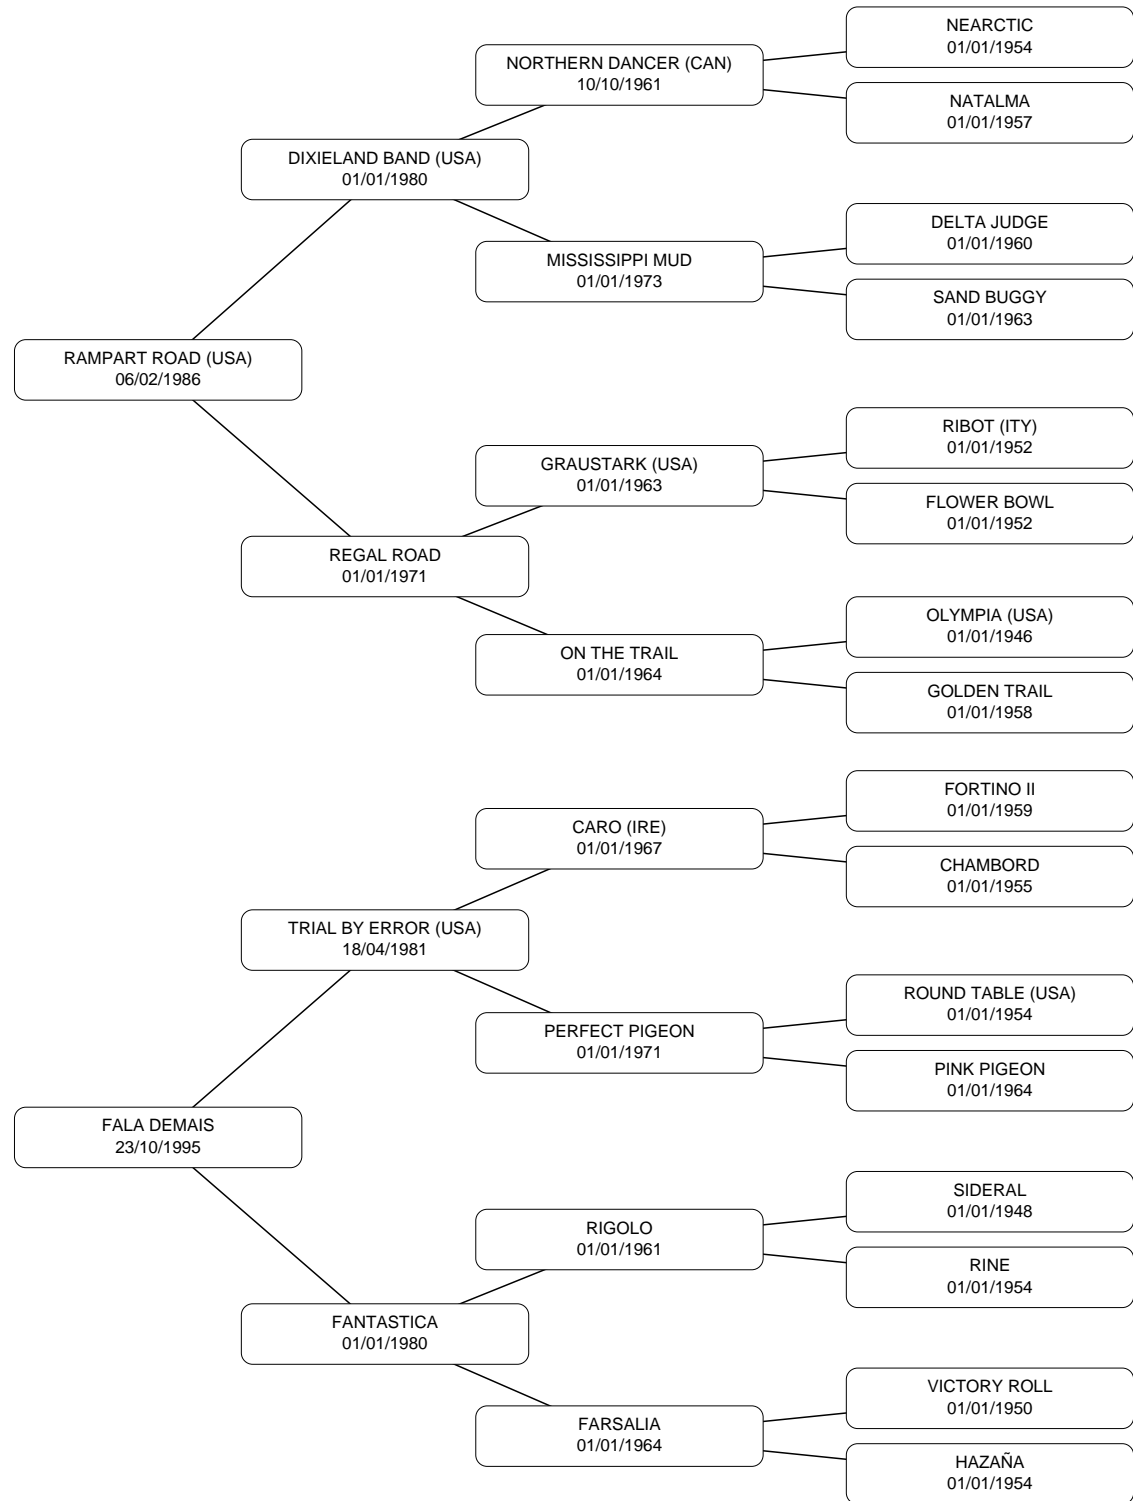 NEARCTIC
01/01/1954
NORTHERN DANCER (CAN)
10/10/1961
NATALMA
01/01/1957
DIXIELAND BAND (USA)
01/01/1980
DELTA JUDGE
01/01/1960
MISSISSIPPI MUD
01/01/1973
SAND BUGGY
01/01/1963
RAMPART ROAD (USA)
06/02/1986
RIBOT (ITY)
01/01/1952
GRAUSTARK (USA)
01/01/1963
FLOWER BOWL
01/01/1952
REGAL ROAD
01/01/1971
OLYMPIA (USA)
01/01/1946
ON THE TRAIL
01/01/1964
GOLDEN TRAIL
01/01/1958
FORTINO II
01/01/1959
CARO (IRE)
01/01/1967
CHAMBORD
01/01/1955
TRIAL BY ERROR (USA)
18/04/1981
ROUND TABLE (USA)
01/01/1954
PERFECT PIGEON
01/01/1971
PINK PIGEON
01/01/1964
FALA DEMAIS
23/10/1995
SIDERAL
01/01/1948
RIGOLO
01/01/1961
RINE
01/01/1954
FANTASTICA
01/01/1980
VICTORY ROLL
01/01/1950
FARSALIA
01/01/1964
HAZAÑA
01/01/1954